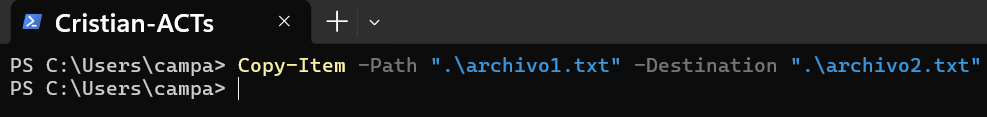 Cristian-ACTs
PS C:\Users\campa> Copy-Item -Path ".\archivo1.txt" -Destination ".\archivo2.txt"
PS C:\Users\campa>